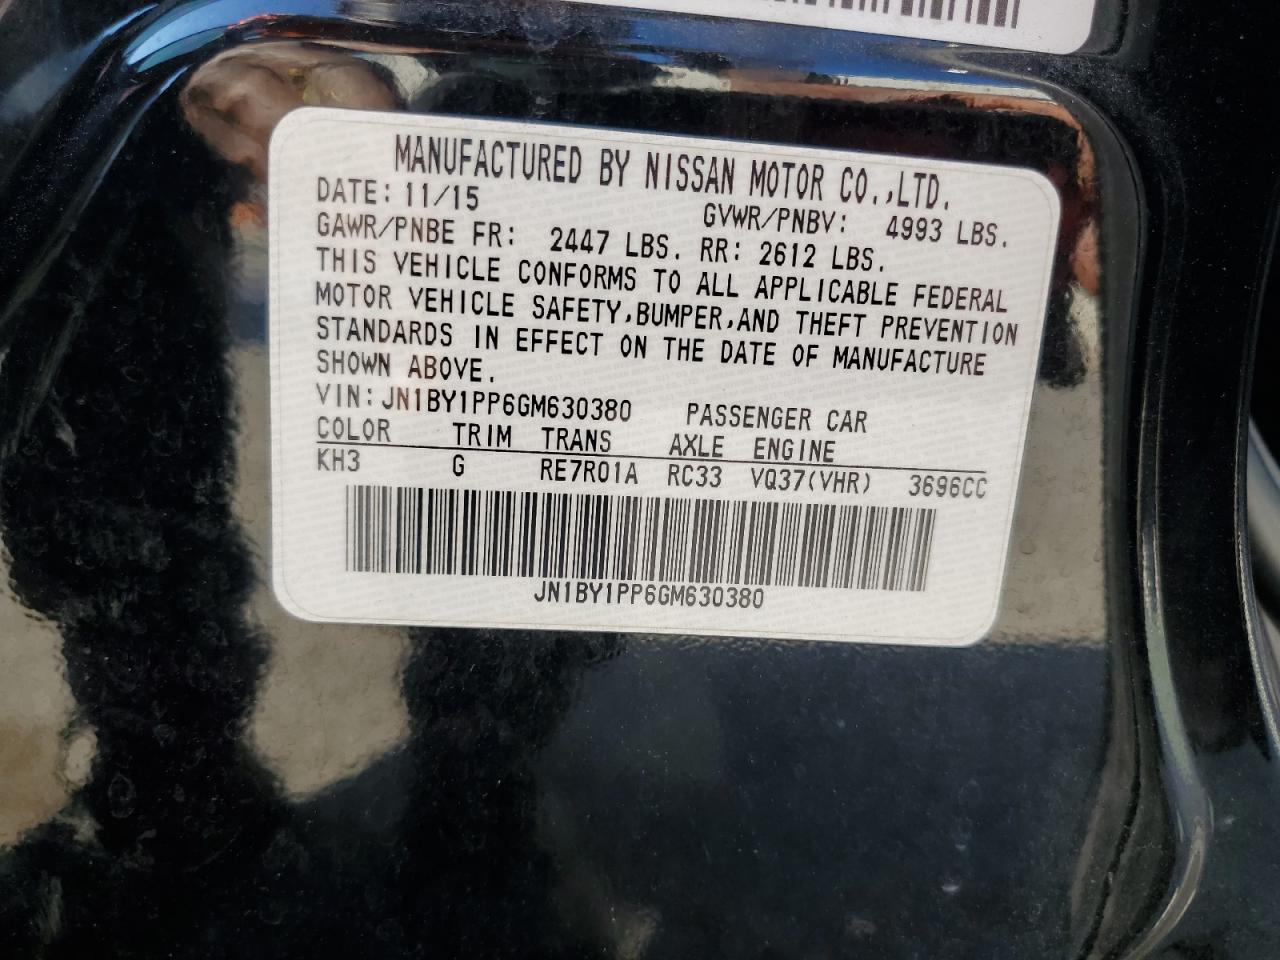 MANUFACTURED BY NISSAN MOTOR CO.,LTD.
DATE: 11/15 GVWR/PNBV: 4993 LBS.
GAWR/PNBE FR: 2447 LBS. RR: 2612 LBS.
THIS VEHICLE CONFORMS TO ALL APPLICABLE FEDERAL
MOTOR VEHICLE SAFETY,BUMPER,AND THEFT PREVENTION
STANDARDS IN EFFECT ON THE DATE OF MANUFACTURE
SHOWN ABOVE.
VIN:JN1BY1PP6GM630380 PASSENGER CAR
COLOR TRIM TRANS AXLE ENGINE
KH3 G RE7R01A RC33 VQ37(VHR) 3696CC
JN1BY1PP6GM630380